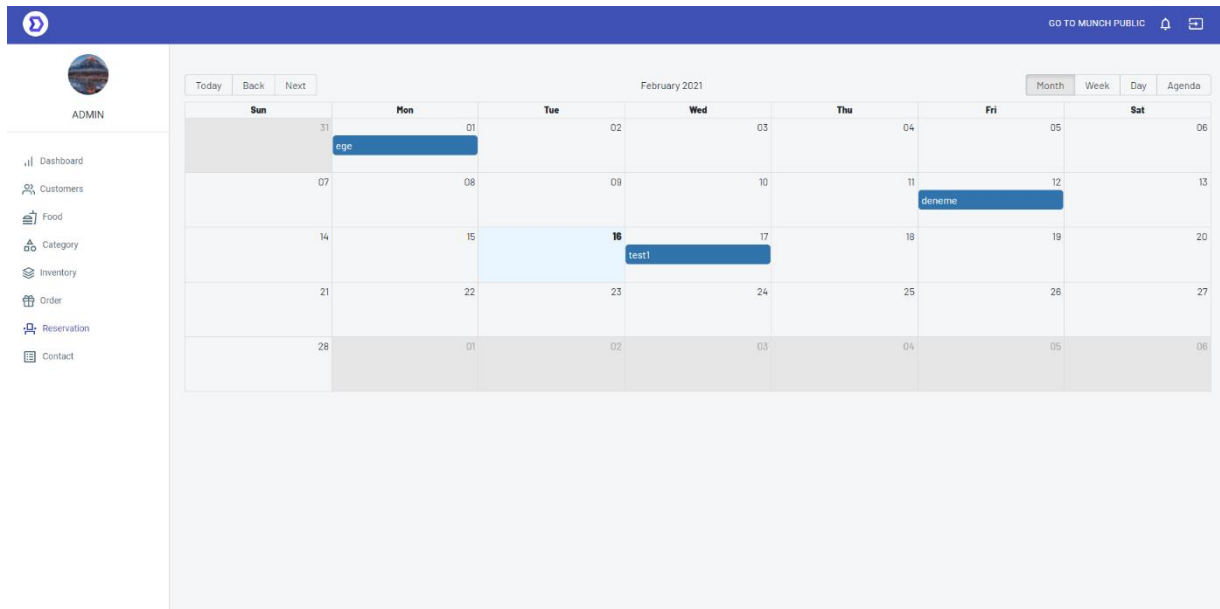 GO TO MUNCH PUBLIC
ADMIN
Dashboard
Customers
Food
Category
Inventory
Order
Reservation
Contact
Today Back Next February 2021 Month Week Day Agenda
Sun Mon Tue Wed Thu Fri Sat
31 01 02 03 04 05 06
ege
07 08 09 10 11 12 13
deneme
14 15 16 17 18 19 20
test1
21 22 23 24 25 26 27
28 01 02 03 04 05 06